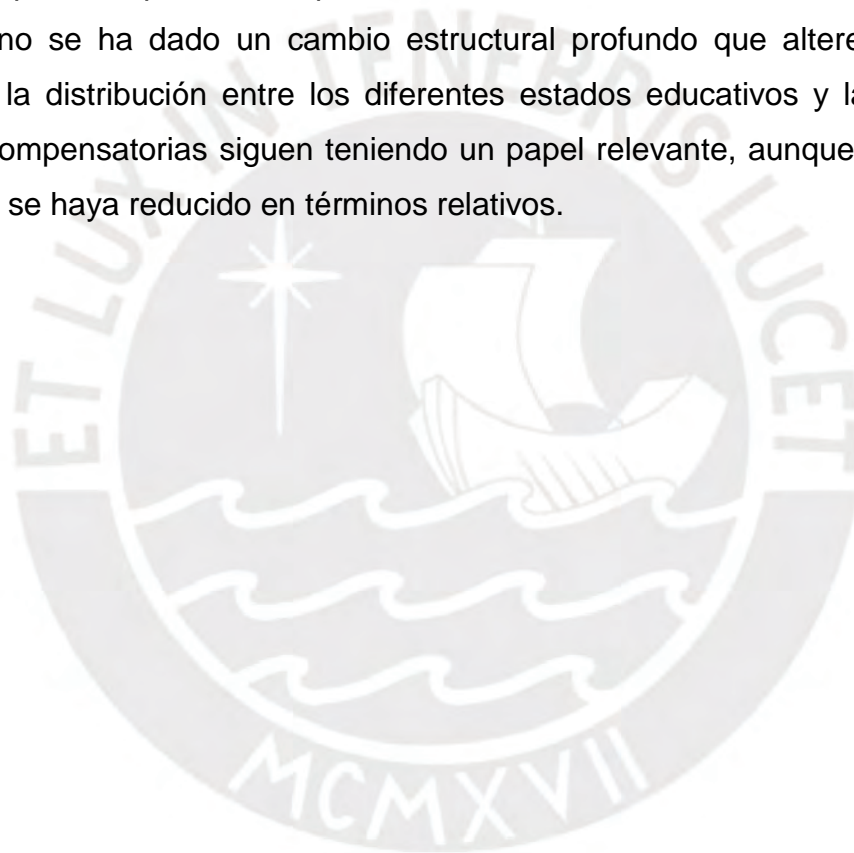 no se ha dado un cambio estructural profundo que altere
la distribución entre los diferentes estados educativos y la
ompensatorias siguen teniendo un papel relevante, aunque
se haya reducido en términos relativos.
ET LUX IN TENEBRIS LUCET
MCMXVII